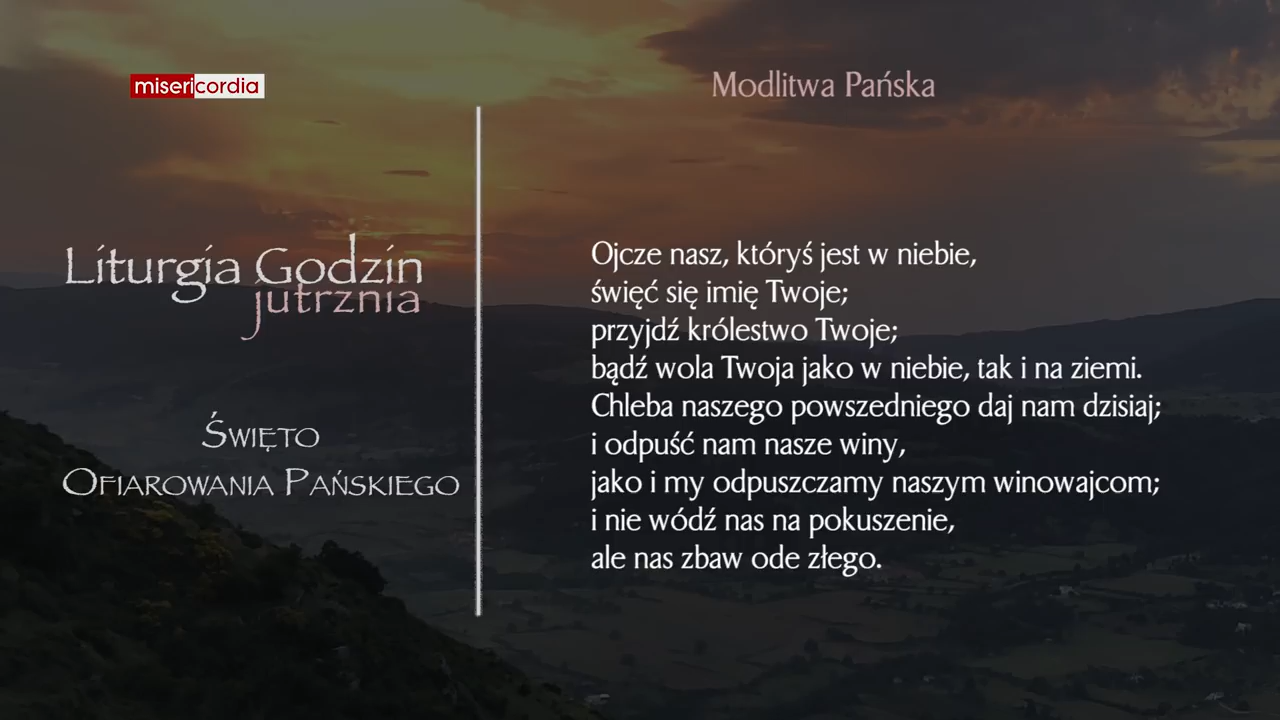 misericordia
Liturgia Godzin
jutrznia
Święto
Ofiarowania Pańskiego
Modlitwa Pańska
Ojcze nasz, któryś jest w niebie,
święć się imię Twoje;
przyjdź królestwo Twoje;
bądź wola Twoja jako w niebie, tak i na ziemi.
Chleba naszego powszedniego daj nam dzisiaj;
i odpuść nam nasze winy,
jako i my odpuszczamy naszym winowajcom;
i nie wódź nas na pokuszenie,
ale nas zbaw ode złego.